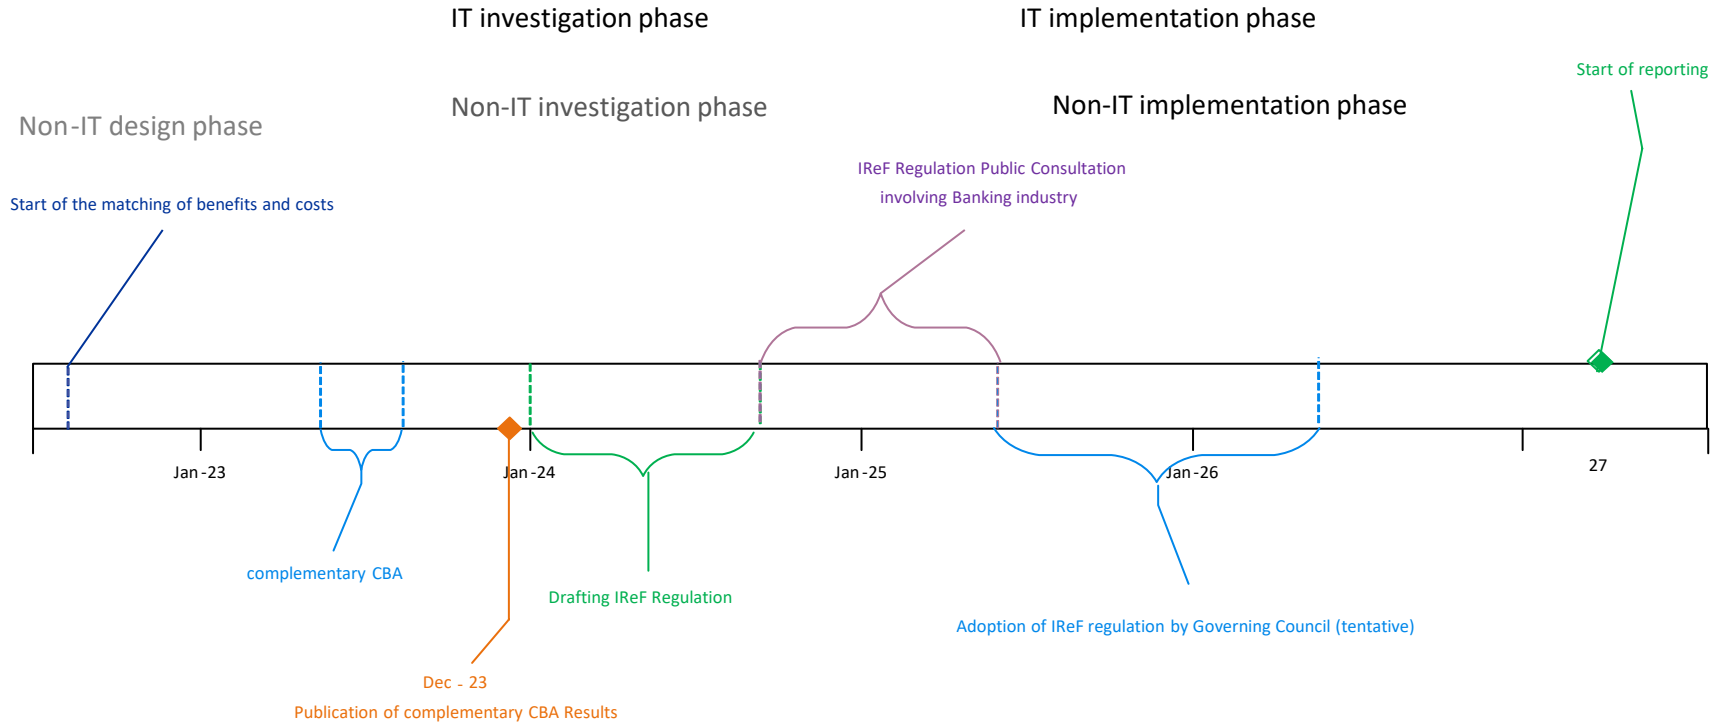 IT investigation phase
IT implementation phase
Start of reporting
Non-IT design phase
Non-IT investigation phase
Non-IT implementation phase
IReF Regulation Public Consultation
involving Banking industry
Start of the matching of benefits and costs
Jan -23
Jan -24
Jan -25
Jan -26
27
complementary CBA
Drafting IReF Regulation
Adoption of IReF regulation by Governing Council (tentative)
Dec - 23
Publication of complementary CBA Results